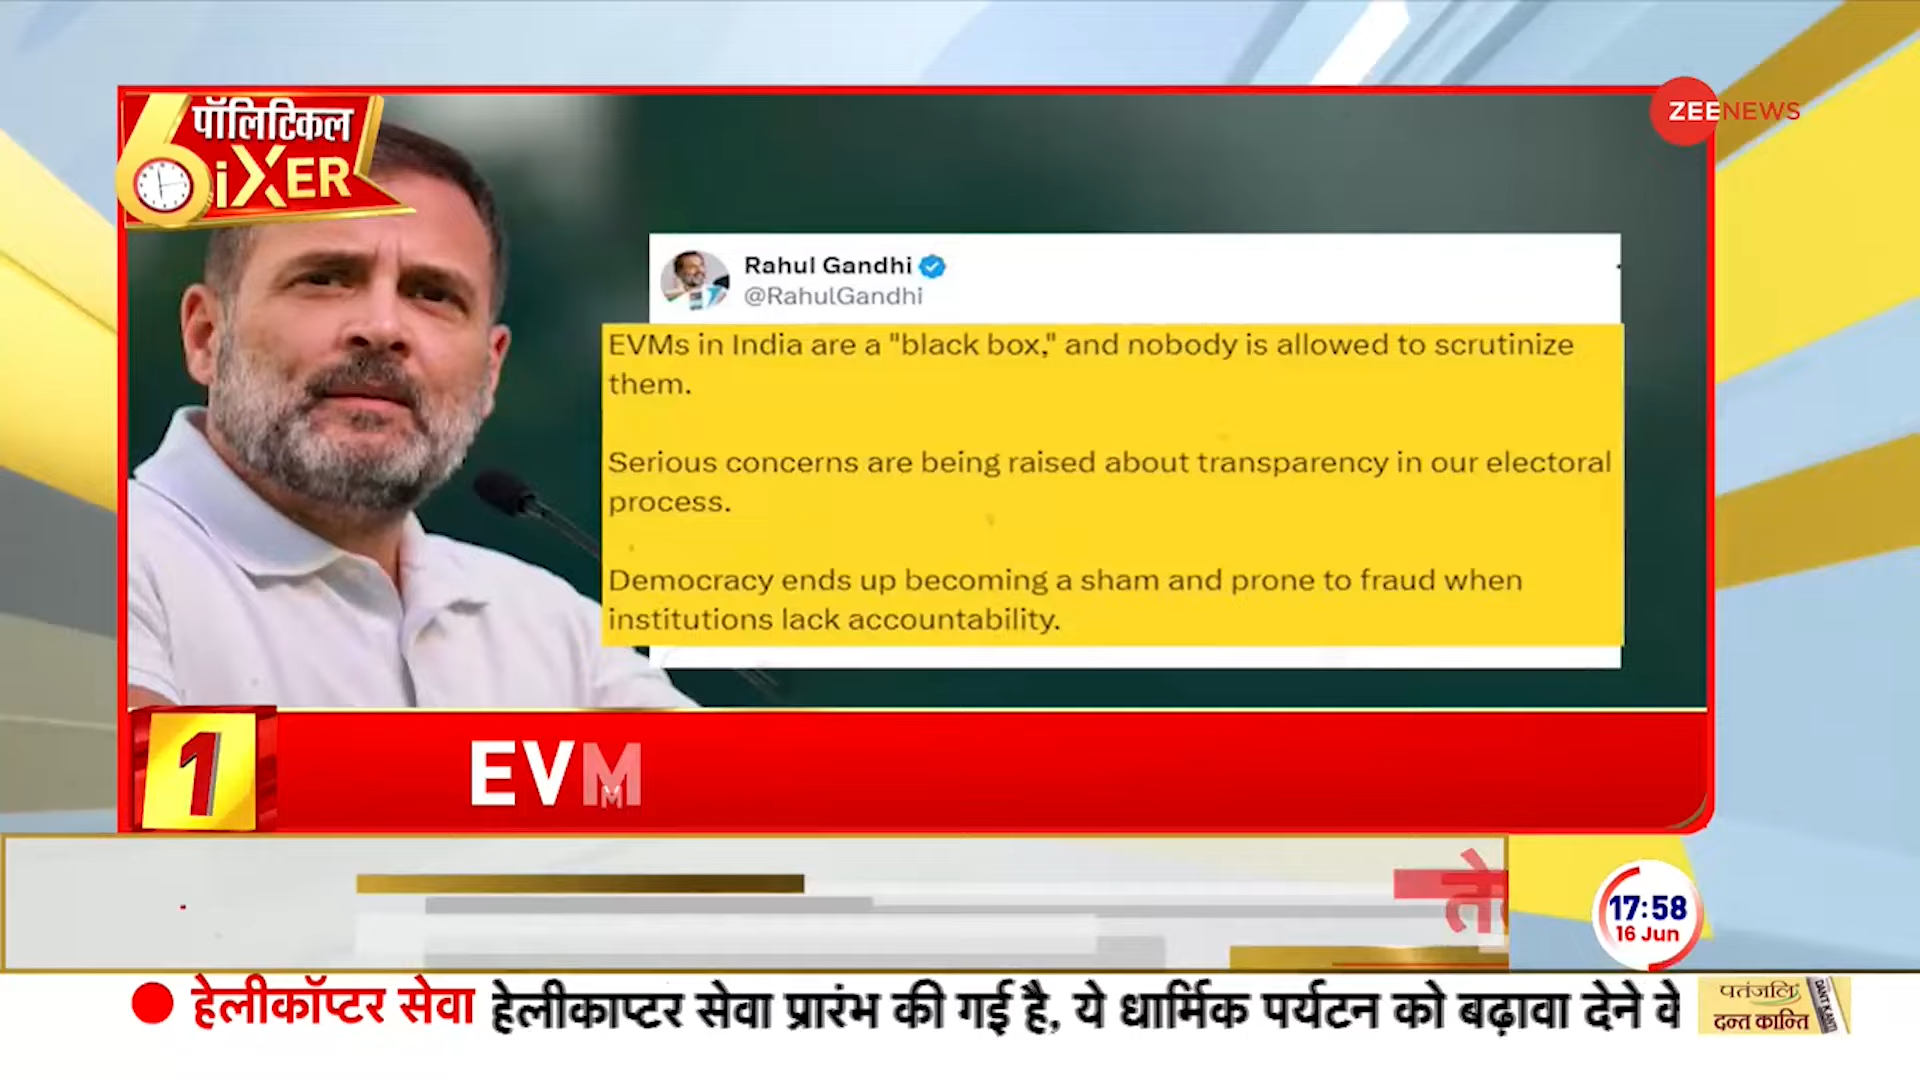 पॉलिटिकल
6iXER
ZEENEWS
Rahul Gandhi
@RahulGandhi
EVMs in India are a "black box," and nobody is allowed to scrutinize
them.
Serious concerns are being raised about transparency in our electoral
process.
Democracy ends up becoming a sham and prone to fraud when
institutions lack accountability.
1
EVM
17:58
16 Jun
हेलीकॉप्टर सेवा हेलीकाप्टर सेवा प्रारंभ की गई है, ये धार्मिक पर्यटन को बढ़ावा देने के
पतंजलि
दन्त कान्ति
DANT KANTI